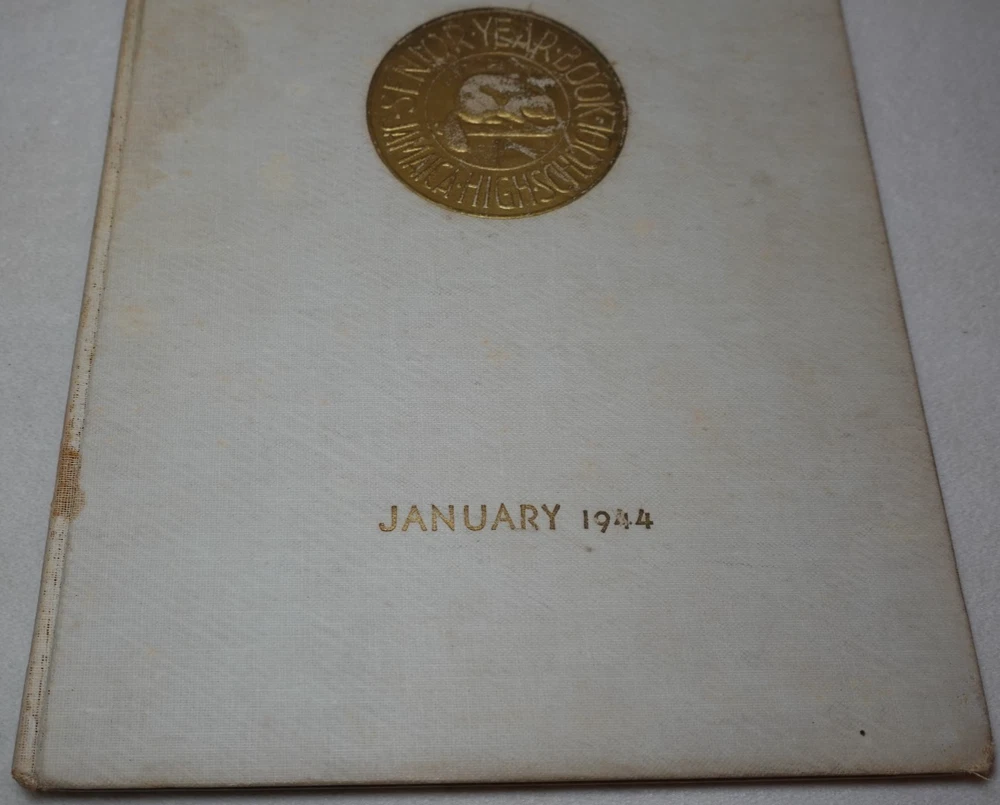 SENIOR · YEAR · BOOK ·
JAMAICA · HIGH · SCHOOL ·
JANUARY 1944